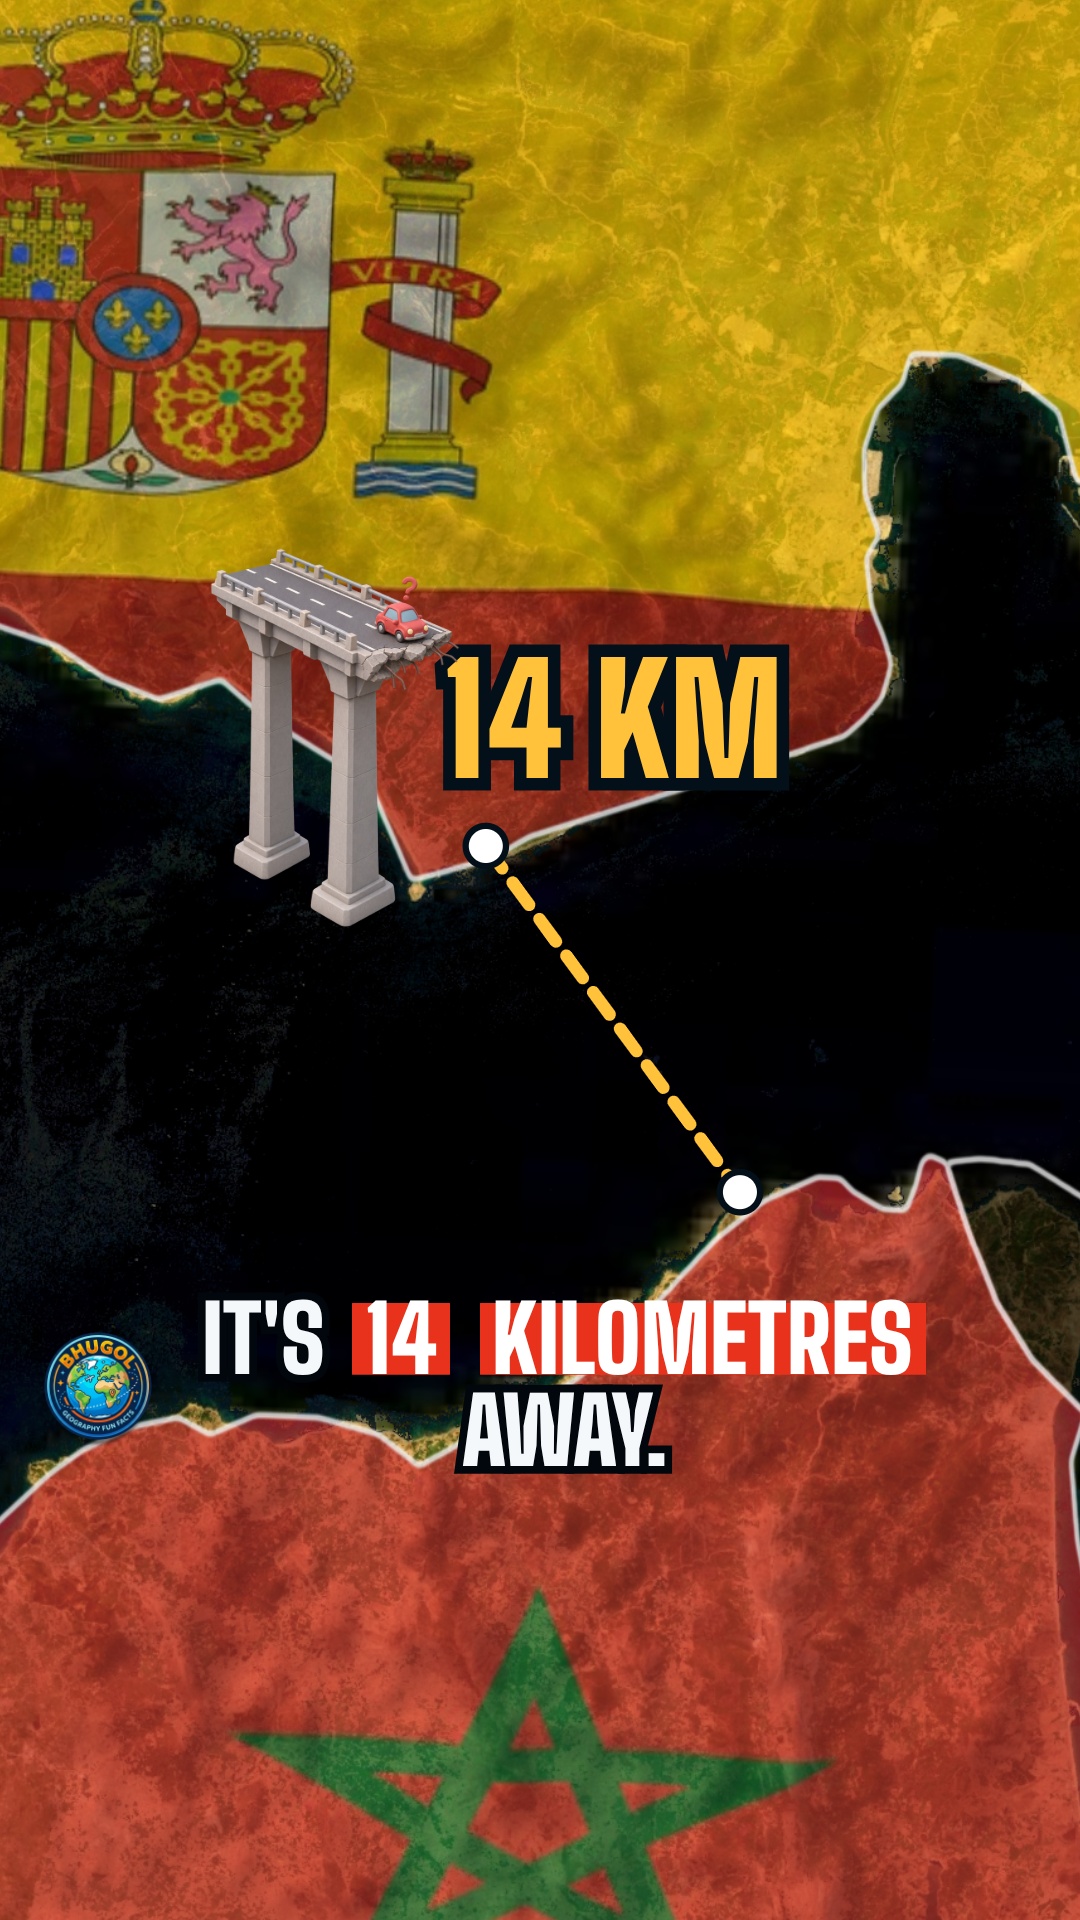 VLTRA
?
14 KM
IT'S 14 KILOMETRES
AWAY.
BHUGOL
GEOGRAPHY FUN FACTS